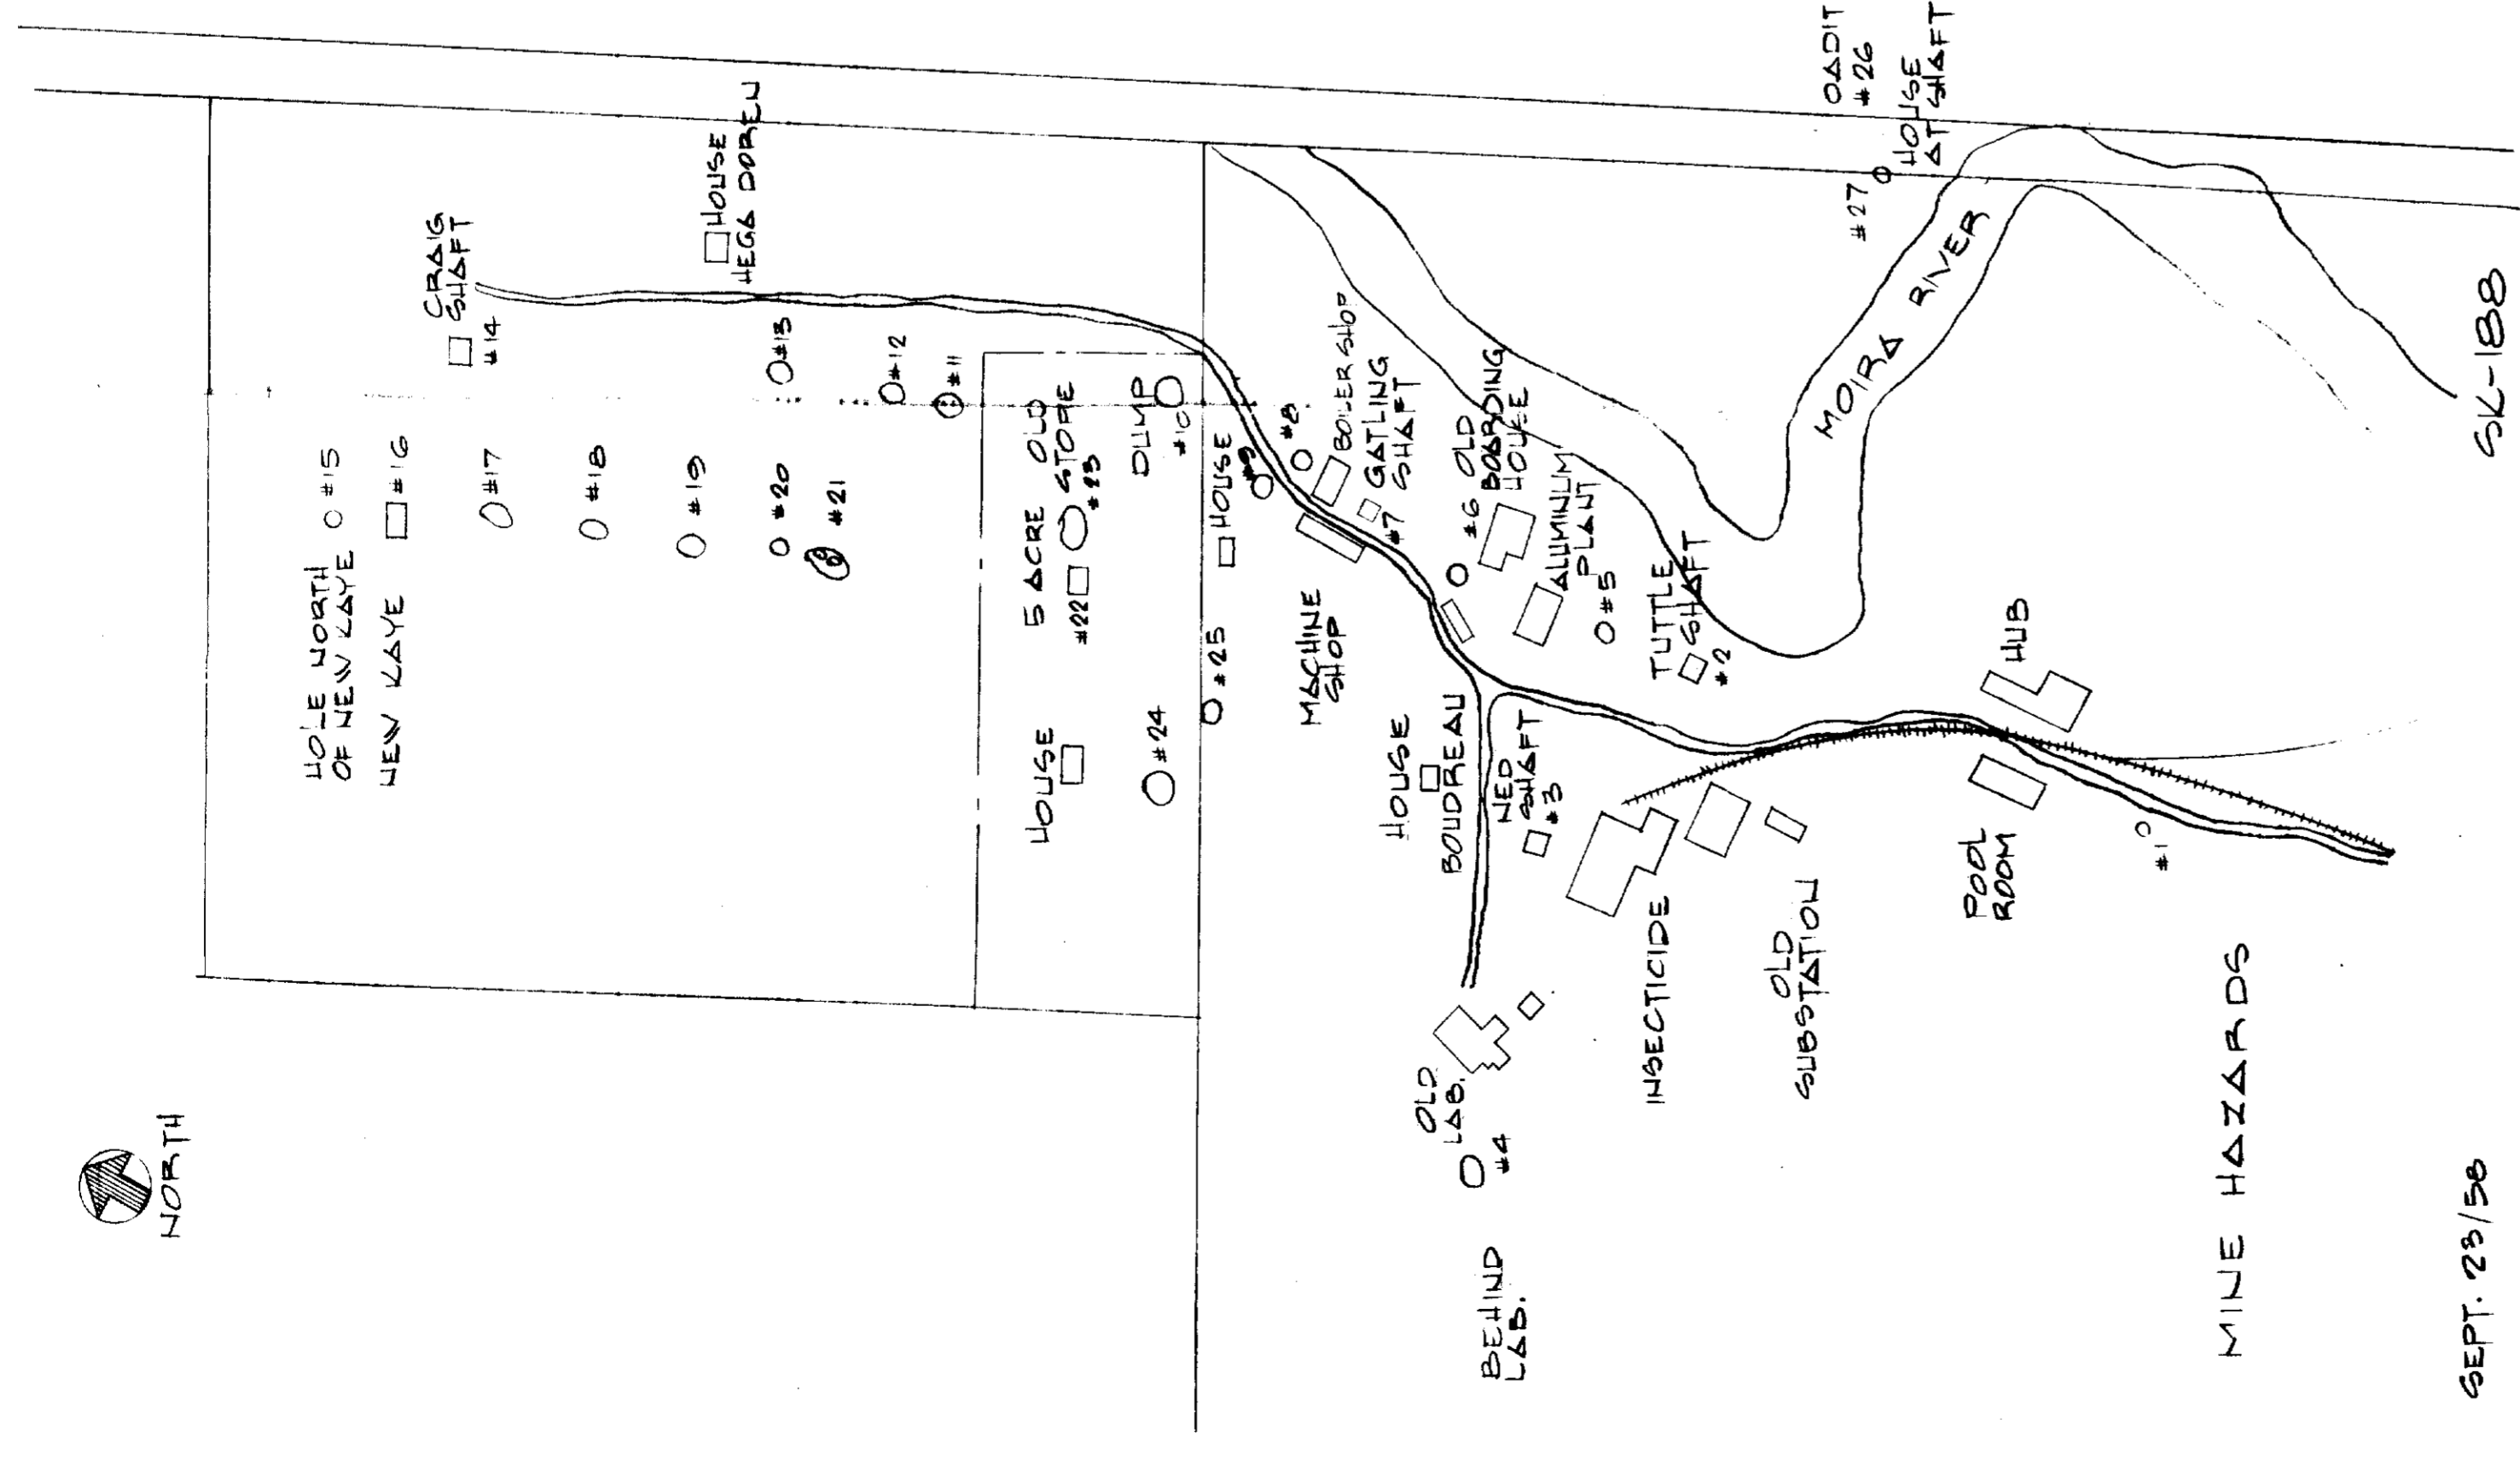 NORTH
HOLE NORTH
OF NEW KAYE
#15
NEW KAYE
#16
CRAIG
SHAFT
#14
#17
#18
#19
#20
#21
HOUSE
HEGADOREN
#13
#12
#11
5 ACRE
OLD
STOPE
#22
#23
HOUSE
DUMP
#10
#24
#25
HOUSE
#9
#8
MACHINE
SHOP
BOILER SHOP
GATLING
SHAFT
#7
OLD
BOARDING
HOUSE
#6
ALUMINUM
PLANT
#5
HOUSE
BOUDREAU
NED
SHAFT
#3
TUTTLE
SHAFT
#2
OLD
LAB.
#4
BEHIND
LAB.
INSECTICIDE
OLD
SUBSTATION
POOL
ROOM
HUB
#1
MOIRA RIVER
#27
OADIT
#26
HOUSE
AT SHAFT
MINE HAZARDS
SEPT. 23/58
SK-188